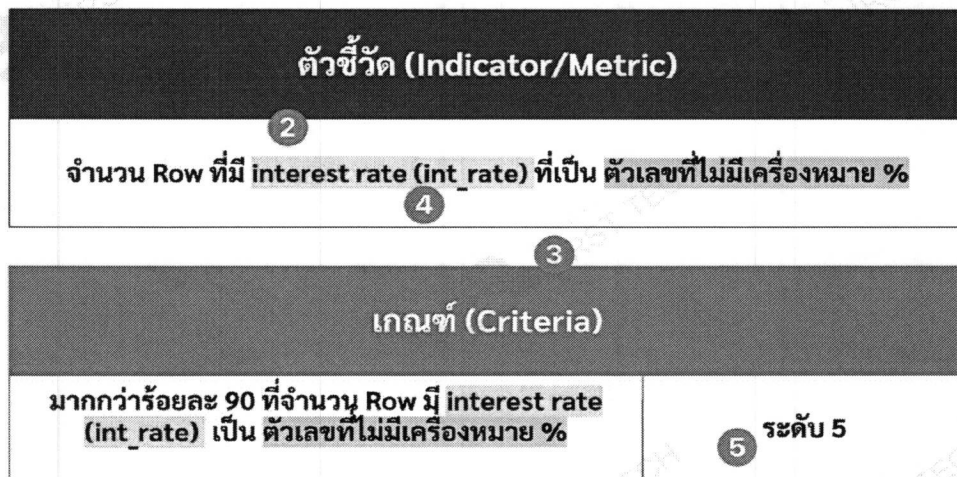 ตัวชี้วัด (Indicator/Metric)
2
จำนวน Row ที่มี interest rate (int_rate) ที่เป็น ตัวเลขที่ไม่มีเครื่องหมาย %
4
3
เกณฑ์ (Criteria)
มากกว่าร้อยละ 90 ที่จำนวน Row มี interest rate
(int_rate) เป็น ตัวเลขที่ไม่มีเครื่องหมาย %
ระดับ 5
5